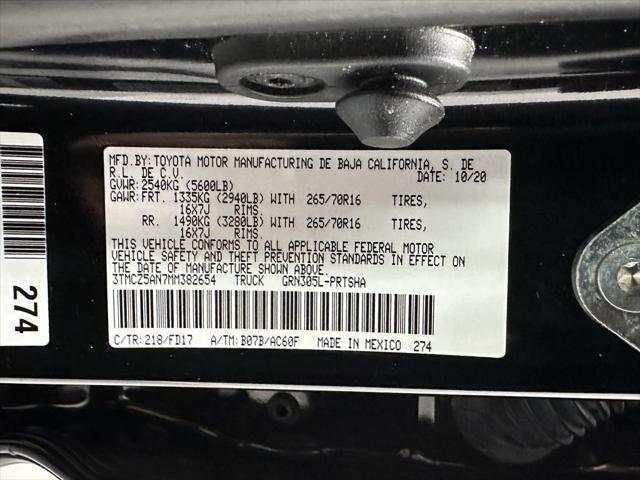 MFD.BY:TOYOTA MOTOR MANUFACTURING DE BAJA CALIFORNIA, S. DE
R.L. DE C.V. DATE: 10/20
GVWR:2540KG (5600LB)
GAWR:FRT. 1335KG (2940LB) WITH 265/70R16 TIRES,
16X7J RIMS.
RR. 1490KG (3280LB) WITH 265/70R16 TIRES,
16X7J RIMS.
THIS VEHICLE CONFORMS TO ALL APPLICABLE FEDERAL MOTOR
VEHICLE SAFETY AND THEFT PREVENTION STANDARDS IN EFFECT ON
THE DATE OF MANUFACTURE SHOWN ABOVE.
3TMCZ5AN7MM382654 TRUCK GRN305L-PRTSHA
C/TR:218/FD17 A/TM:B07B/AC60F MADE IN MEXICO 274
274